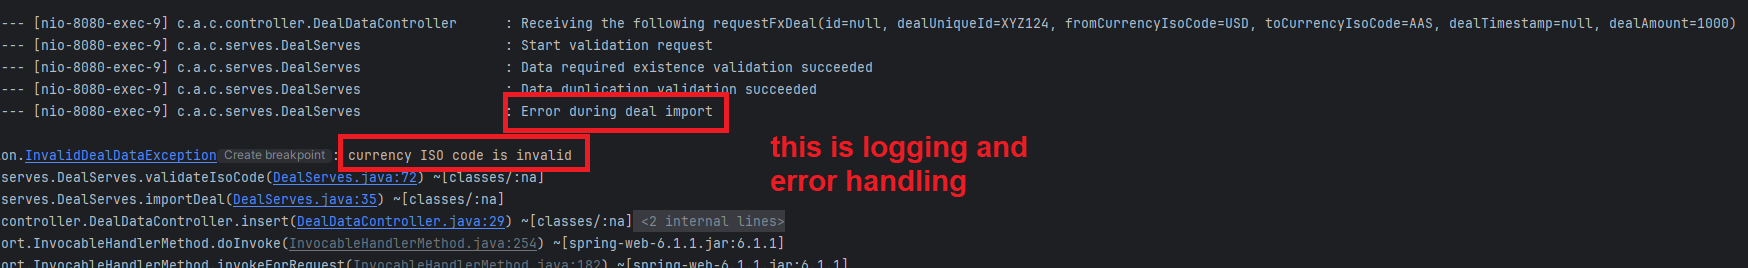 --- [nio-8080-exec-9] c.a.c.controller.DealDataController : Receiving the following requestFxDeal(id=null, dealUniqueId=XYZ124, fromCurrencyIsoCode=USD, toCurrencyIsoCode=AAS, dealTimestamp=null, dealAmount=1000)
--- [nio-8080-exec-9] c.a.c.serves.DealServes : Start validation request
--- [nio-8080-exec-9] c.a.c.serves.DealServes : Data required existence validation succeeded
--- [nio-8080-exec-9] c.a.c.serves.DealServes : Data duplication validation succeeded
--- [nio-8080-exec-9] c.a.c.serves.DealServes : Error during deal import
on.InvalidDealDataException Create breakpoint : currency ISO code is invalid
this is logging and
error handling
serves.DealServes.validateIsoCode(DealServes.java:72) ~[classes/:na]
serves.DealServes.importDeal(DealServes.java:35) ~[classes/:na]
controller.DealDataController.insert(DealDataController.java:29) ~[classes/:na] <2 internal lines>
ort.InvocableHandlerMethod.doInvoke(InvocableHandlerMethod.java:254) ~[spring-web-6.1.1.jar:6.1.1]
ort.InvocableHandlerMethod.invokeForRequest(InvocableHandlerMethod.java:182) ~[spring-web-6.1.1.jar:6.1.1]